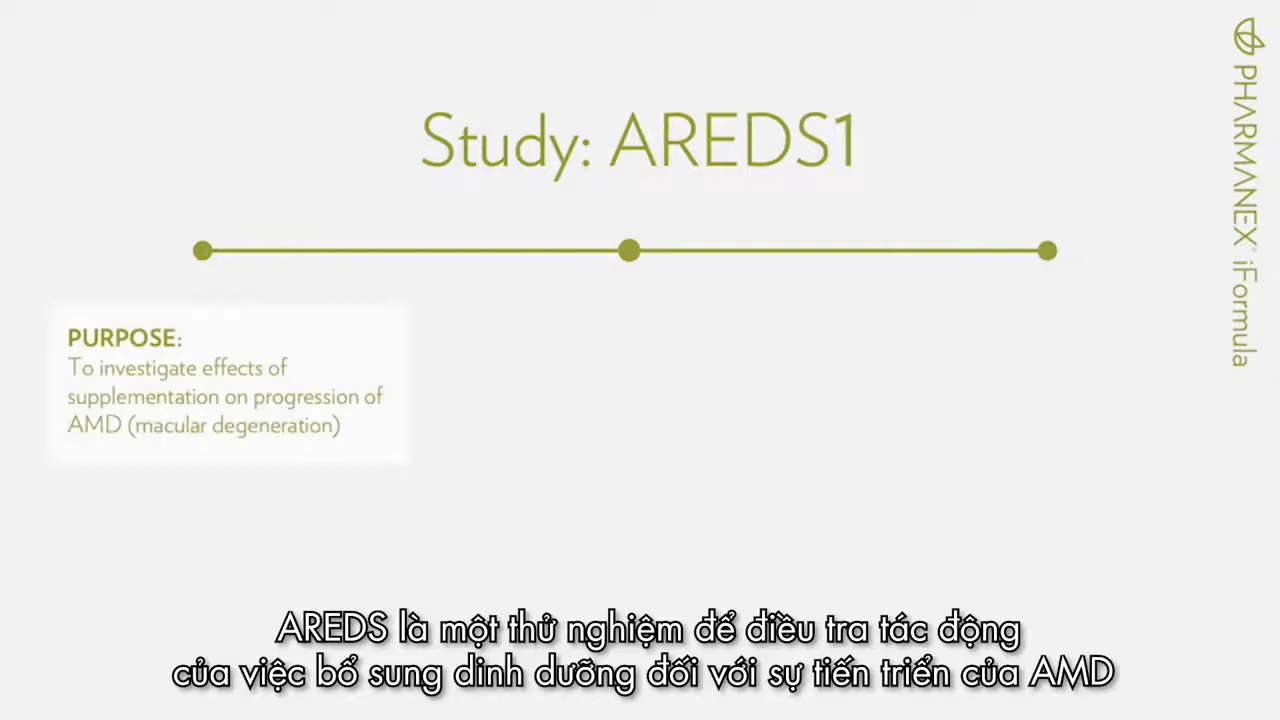 Study: AREDS1
PURPOSE:
To investigate effects of
supplementation on progression of
AMD (macular degeneration)
PHARMANEX® iFormula
AREDS là một thử nghiệm để điều tra tác động
của việc bổ sung dinh dưỡng đối với sự tiến triển của AMD